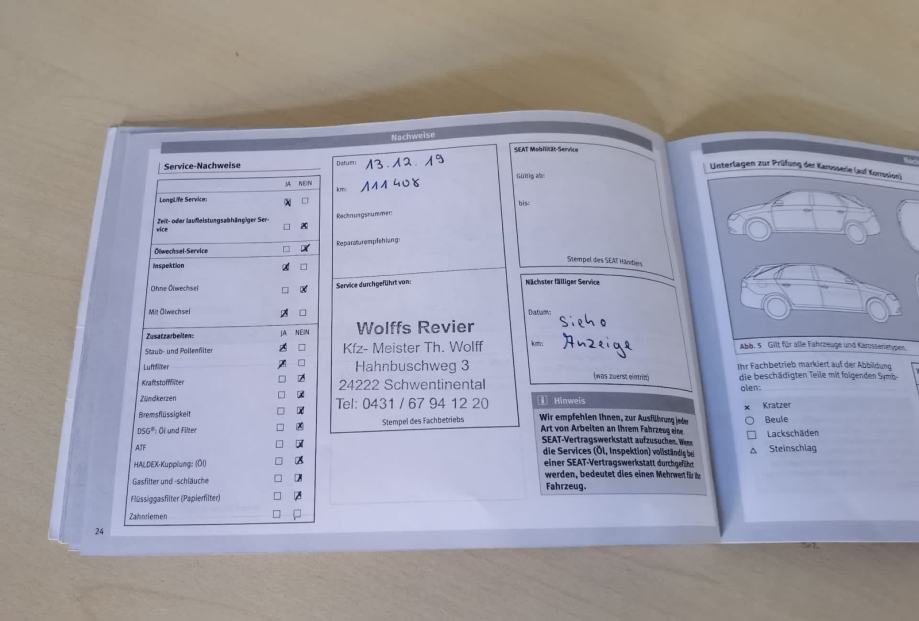 Nachweise
Service-Nachweise
JA NEIN
LongLife Service:
Zeit- oder laufleistungsabhängiger Ser-
vice
Ölwechsel-Service
Inspektion
Ohne Ölwechsel
Mit Ölwechsel
Zusatzarbeiten: JA NEIN
Staub- und Pollenfilter
Luftfilter
Kraftstofffilter
Zündkerzen
Bremsflüssigkeit
DSG®: Öl und Filter
ATF
HALDEX-Kupplung: (Öl)
Gasfilter und -schläuche
Flüssiggasfilter (Papierfilter)
Zahnriemen
24
Datum: 13.12.19
km: 111 408
Rechnungsnummer:
Reparaturempfehlung:
Service durchgeführt von:
Wolffs Revier
Kfz- Meister Th. Wolff
Hahnbuschweg 3
24222 Schwentinental
Tel: 0431 / 67 94 12 20
Stempel des Fachbetriebs
SEAT Mobilität-Service
Gültig ab:
bis:
Stempel des SEAT Händlers
Nächster fälliger Service
Datum: Sieho
km: Anzeige
(was zuerst eintritt)
Hinweis
Wir empfehlen Ihnen, zur Ausführung jeder
Art von Arbeiten an Ihrem Fahrzeug eine
SEAT-Vertragswerkstatt aufzusuchen. Wenn
die Services (Öl, Inspektion) vollständig bei
einer SEAT-Vertragswerkstatt durchgeführt
werden, bedeutet dies einen Mehrwert für Ihr
Fahrzeug.
Unterlagen zur Prüfung der Karosserie (auf Korrosion)
Abb. 5 Gilt für alle Fahrzeuge und Karosserietypen.
Ihr Fachbetrieb markiert auf der Abbildung
die beschädigten Teile mit folgenden Symb-
olen:
Kratzer
Beule
Lackschäden
Steinschlag